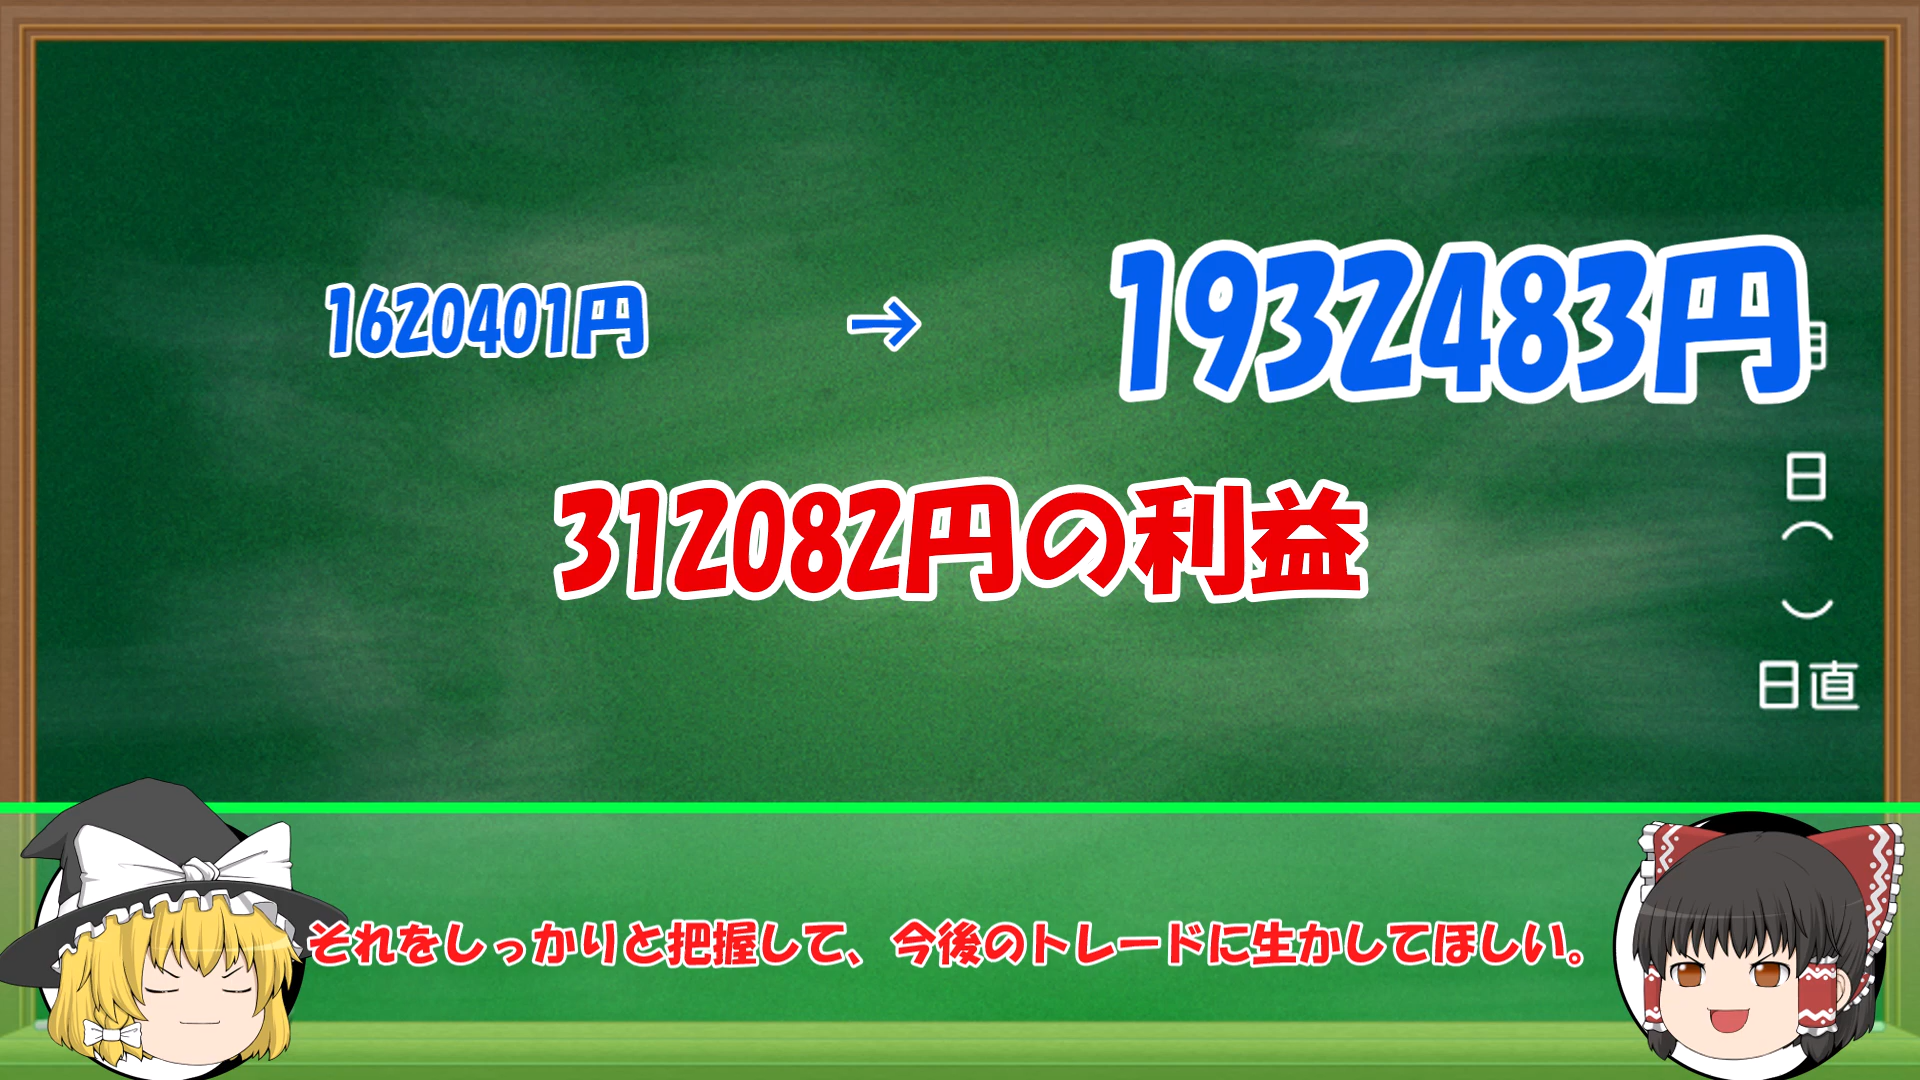 1620401円 → 1932483円
312082円の利益
月
日
( )
日直
それをしっかりと把握して、今後のトレードに生かしてほしい。